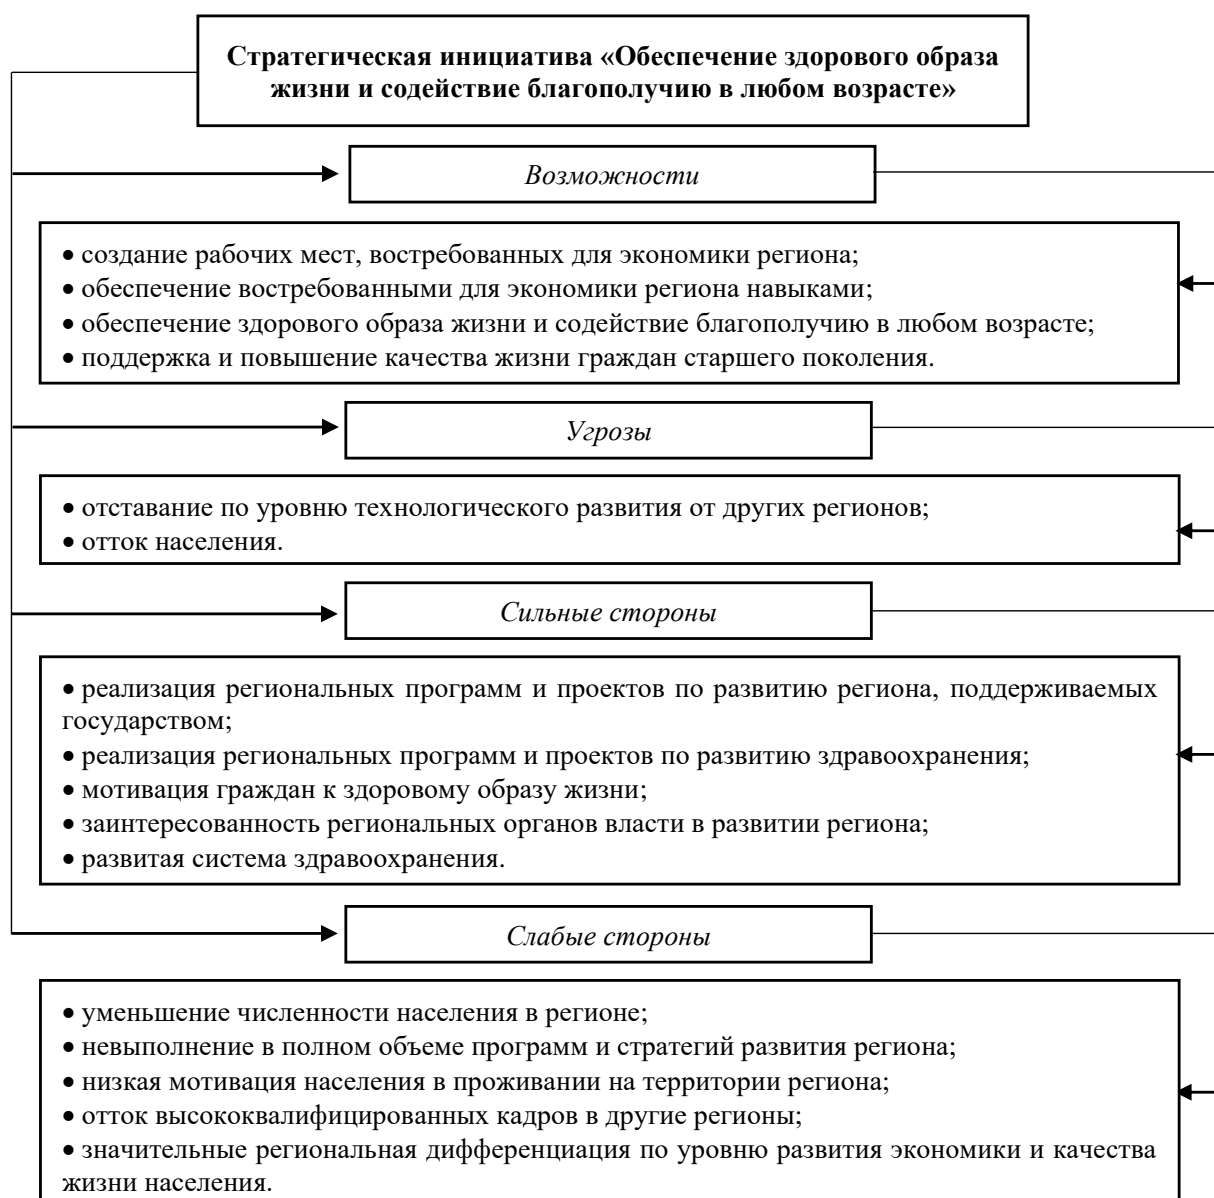 Стратегическая инициатива «Обеспечение здорового образа
жизни и содействие благополучию в любом возрасте»
Возможности
• создание рабочих мест, востребованных для экономики региона;
• обеспечение востребованными для экономики региона навыками;
• обеспечение здорового образа жизни и содействие благополучию в любом возрасте;
• поддержка и повышение качества жизни граждан старшего поколения.
Угрозы
• отставание по уровню технологического развития от других регионов;
• отток населения.
Сильные стороны
• реализация региональных программ и проектов по развитию региона, поддерживаемых
государством;
• реализация региональных программ и проектов по развитию здравоохранения;
• мотивация граждан к здоровому образу жизни;
• заинтересованность региональных органов власти в развитии региона;
• развитая система здравоохранения.
Слабые стороны
• уменьшение численности населения в регионе;
• невыполнение в полном объеме программ и стратегий развития региона;
• низкая мотивация населения в проживании на территории региона;
• отток высококвалифицированных кадров в другие регионы;
• значительные региональная дифференциация по уровню развития экономики и качества
жизни населения.